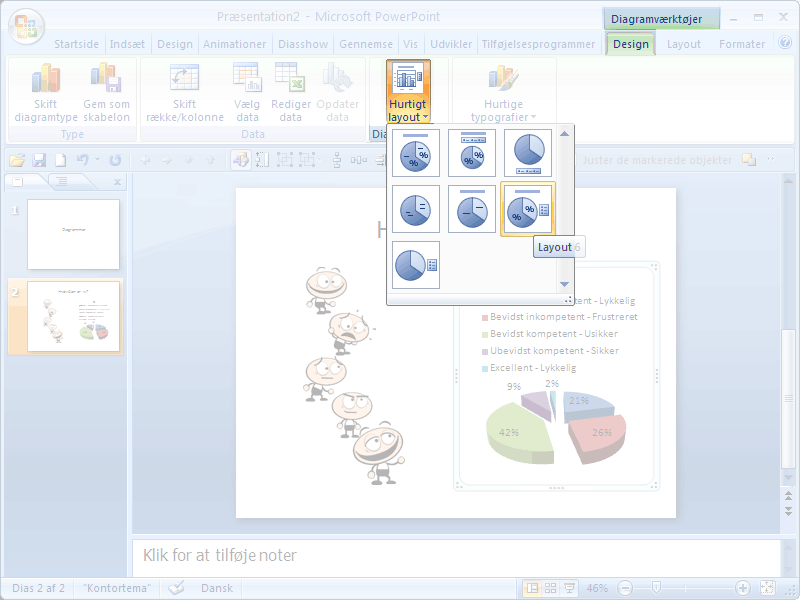 Præsentation2 - Microsoft PowerPoint
Diagramværktøjer
Startside Indsæt Design Animationer Diasshow Gennemse Vis Udvikler Tilføjelsesprogrammer Design Layout Formater
Skift diagramtype
Gem som skabelon
Type
Skift række/kolonne
Vælg data
Rediger data
Opdater data
Data
Hurtigt layout
Hurtige typografier
Juster de markerede objekter
1
Diagrammer
2
Layout 6
tent - Lykkelig
Bevidst inkompetent - Frustreret
Bevidst kompetent - Usikker
Ubevidst kompetent - Sikker
Excellent - Lykkelig
9%
2%
21%
42%
26%
Klik for at tilføje noter
Dias 2 af 2 "Kontortema" Dansk 46%